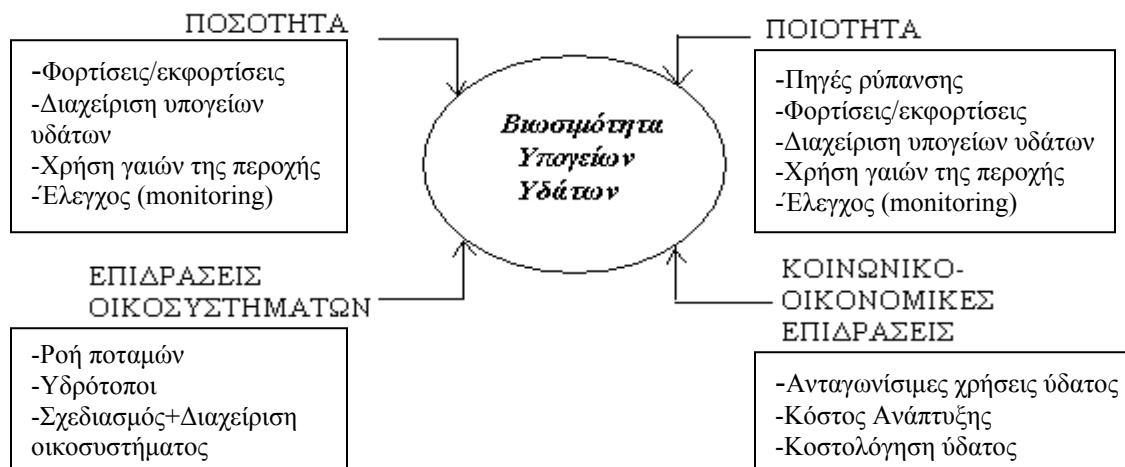 ΠΟΣΟΤΗΤΑ
-Φορτίσεις/εκφορτίσεις
-Διαχείριση υπογείων
υδάτων
-Χρήση γαιών της περοχής
-Έλεγχος (monitoring)
ΠΟΙΟΤΗΤΑ
-Πηγές ρύπανσης
-Φορτίσεις/εκφορτίσεις
-Διαχείριση υπογείων υδάτων
-Χρήση γαιών της περοχής
-Έλεγχος (monitoring)
Βιωσιμότητα
Υπογείων
Υδάτων
ΕΠΙΔΡΑΣΕΙΣ
ΟΙΚΟΣΥΣΤΗΜΑΤΩΝ
-Ροή ποταμών
-Υδρότοποι
-Σχεδιασμός+Διαχείριση
οικοσυστήματος
ΚΟΙΝΩΝΙΚΟ-
ΟΙΚΟΝΟΜΙΚΕΣ
ΕΠΙΔΡΑΣΕΙΣ
-Ανταγωνίσιμες χρήσεις ύδατος
-Κόστος Ανάπτυξης
-Κοστολόγηση ύδατος